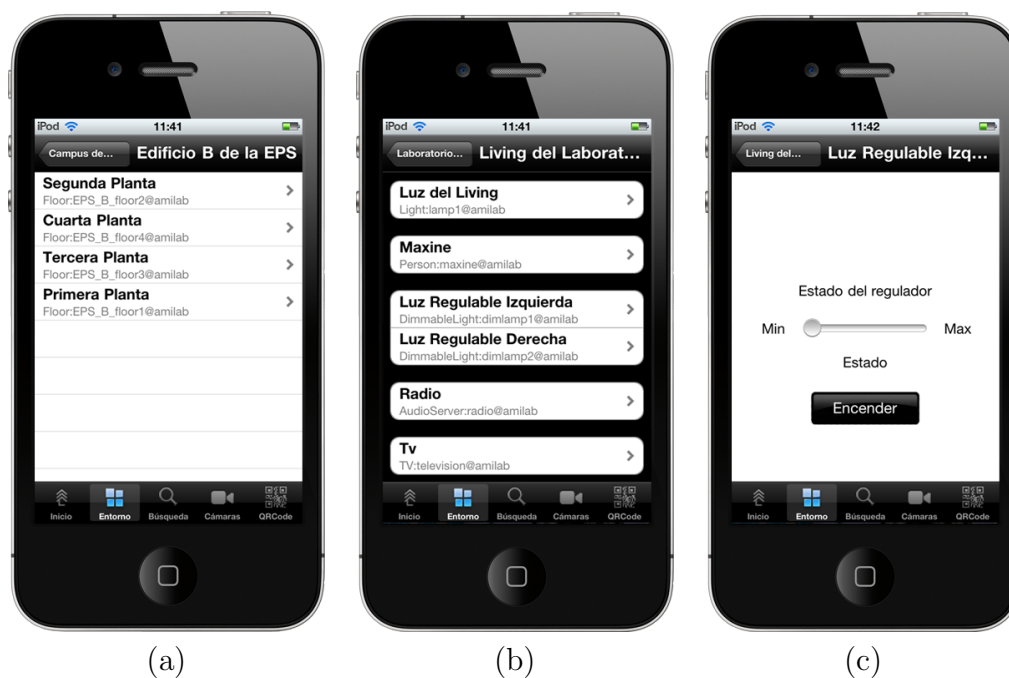 iPod 11:41
Campus de... Edificio B de la EPS
Segunda Planta
Floor:EPS_B_floor2@amilab
Cuarta Planta
Floor:EPS_B_floor4@amilab
Tercera Planta
Floor:EPS_B_floor3@amilab
Primera Planta
Floor:EPS_B_floor1@amilab
Inicio Entorno Búsqueda Cámaras QRCode
(a)
iPod 11:41
Laboratorio... Living del Laborat...
Luz del Living
Light:lamp1@amilab
Maxine
Person:maxine@amilab
Luz Regulable Izquierda
DimmableLight:dimlamp1@amilab
Luz Regulable Derecha
DimmableLight:dimlamp2@amilab
Radio
AudioServer:radio@amilab
Tv
TV:television@amilab
Inicio Entorno Búsqueda Cámaras QRCode
(b)
iPod 11:42
Living del... Luz Regulable Izq...
Estado del regulador
Min Max
Estado
Encender
Inicio Entorno Búsqueda Cámaras QRCode
(c)